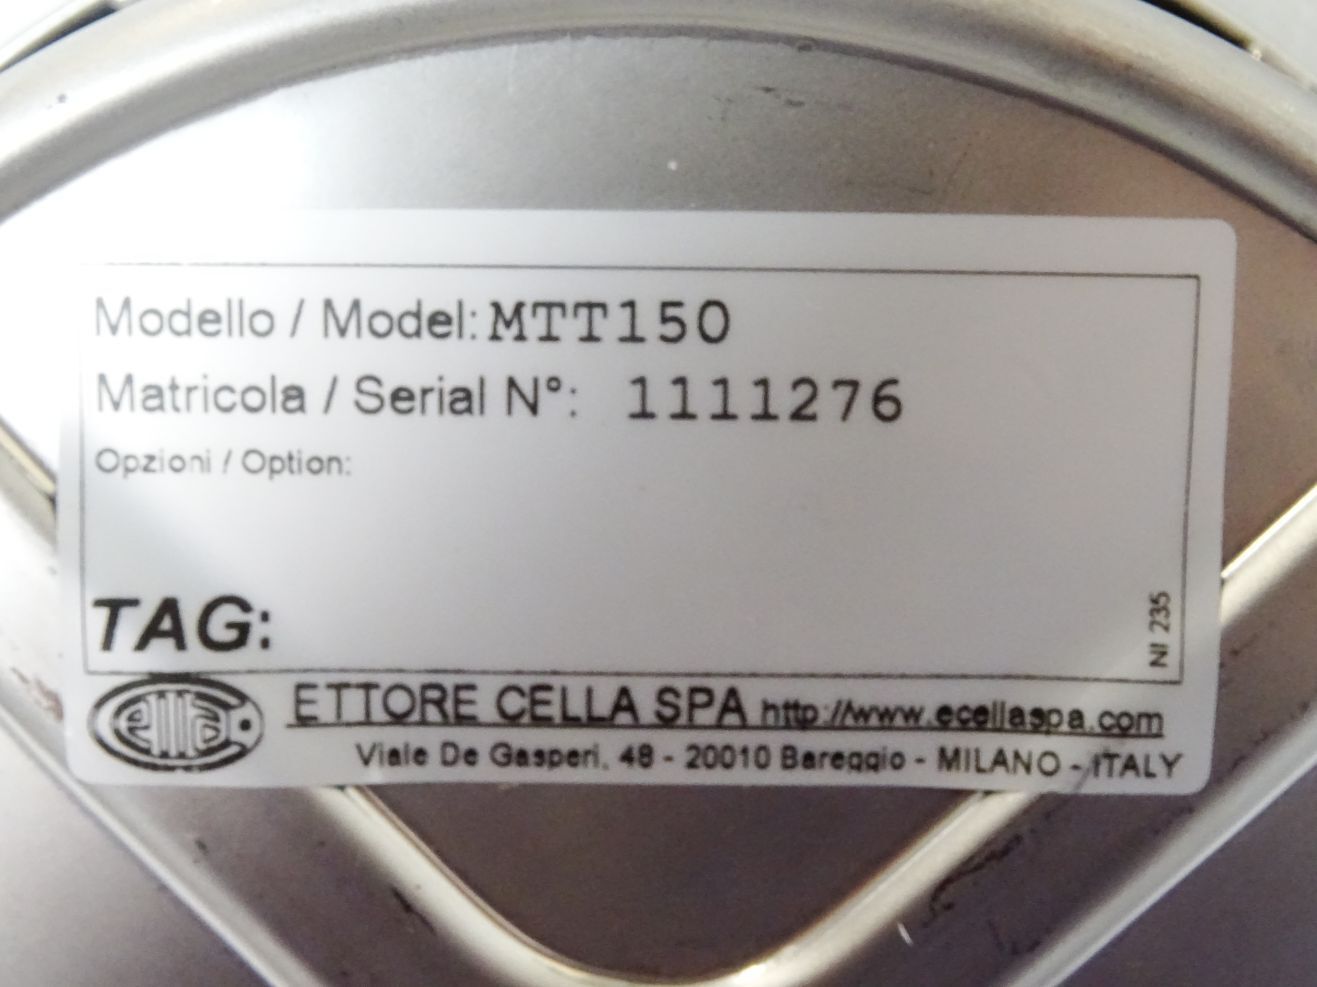 Modello / Model: MTT150
Matricola / Serial N°: 1111276
Opzioni / Option:
TAG:
NI 235
cella
ETTORE CELLA SPA http://www.ecellaspa.com
Viale De Gasperi, 48 - 20010 Bareggio - MILANO - ITALY